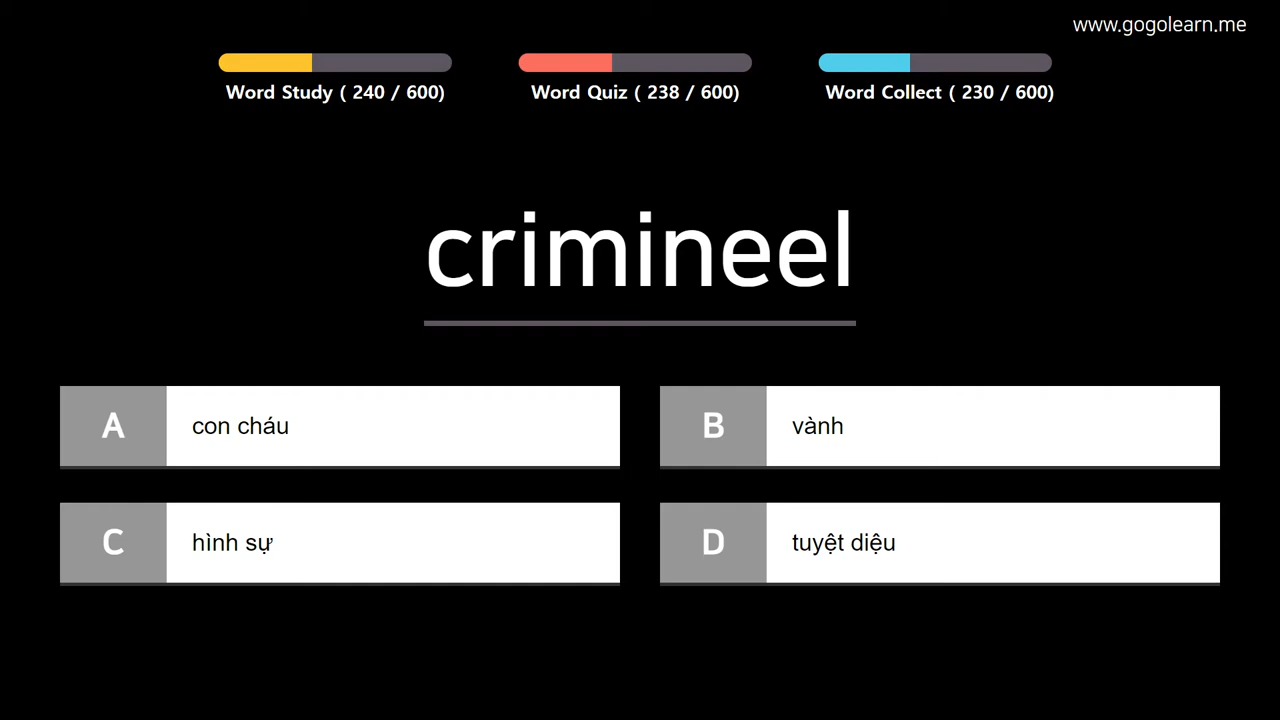 www.gogolearn.me
Word Study ( 240 / 600)
Word Quiz ( 238 / 600)
Word Collect ( 230 / 600)
crimineel
A con cháu
B vành
C hình sự
D tuyệt diệu